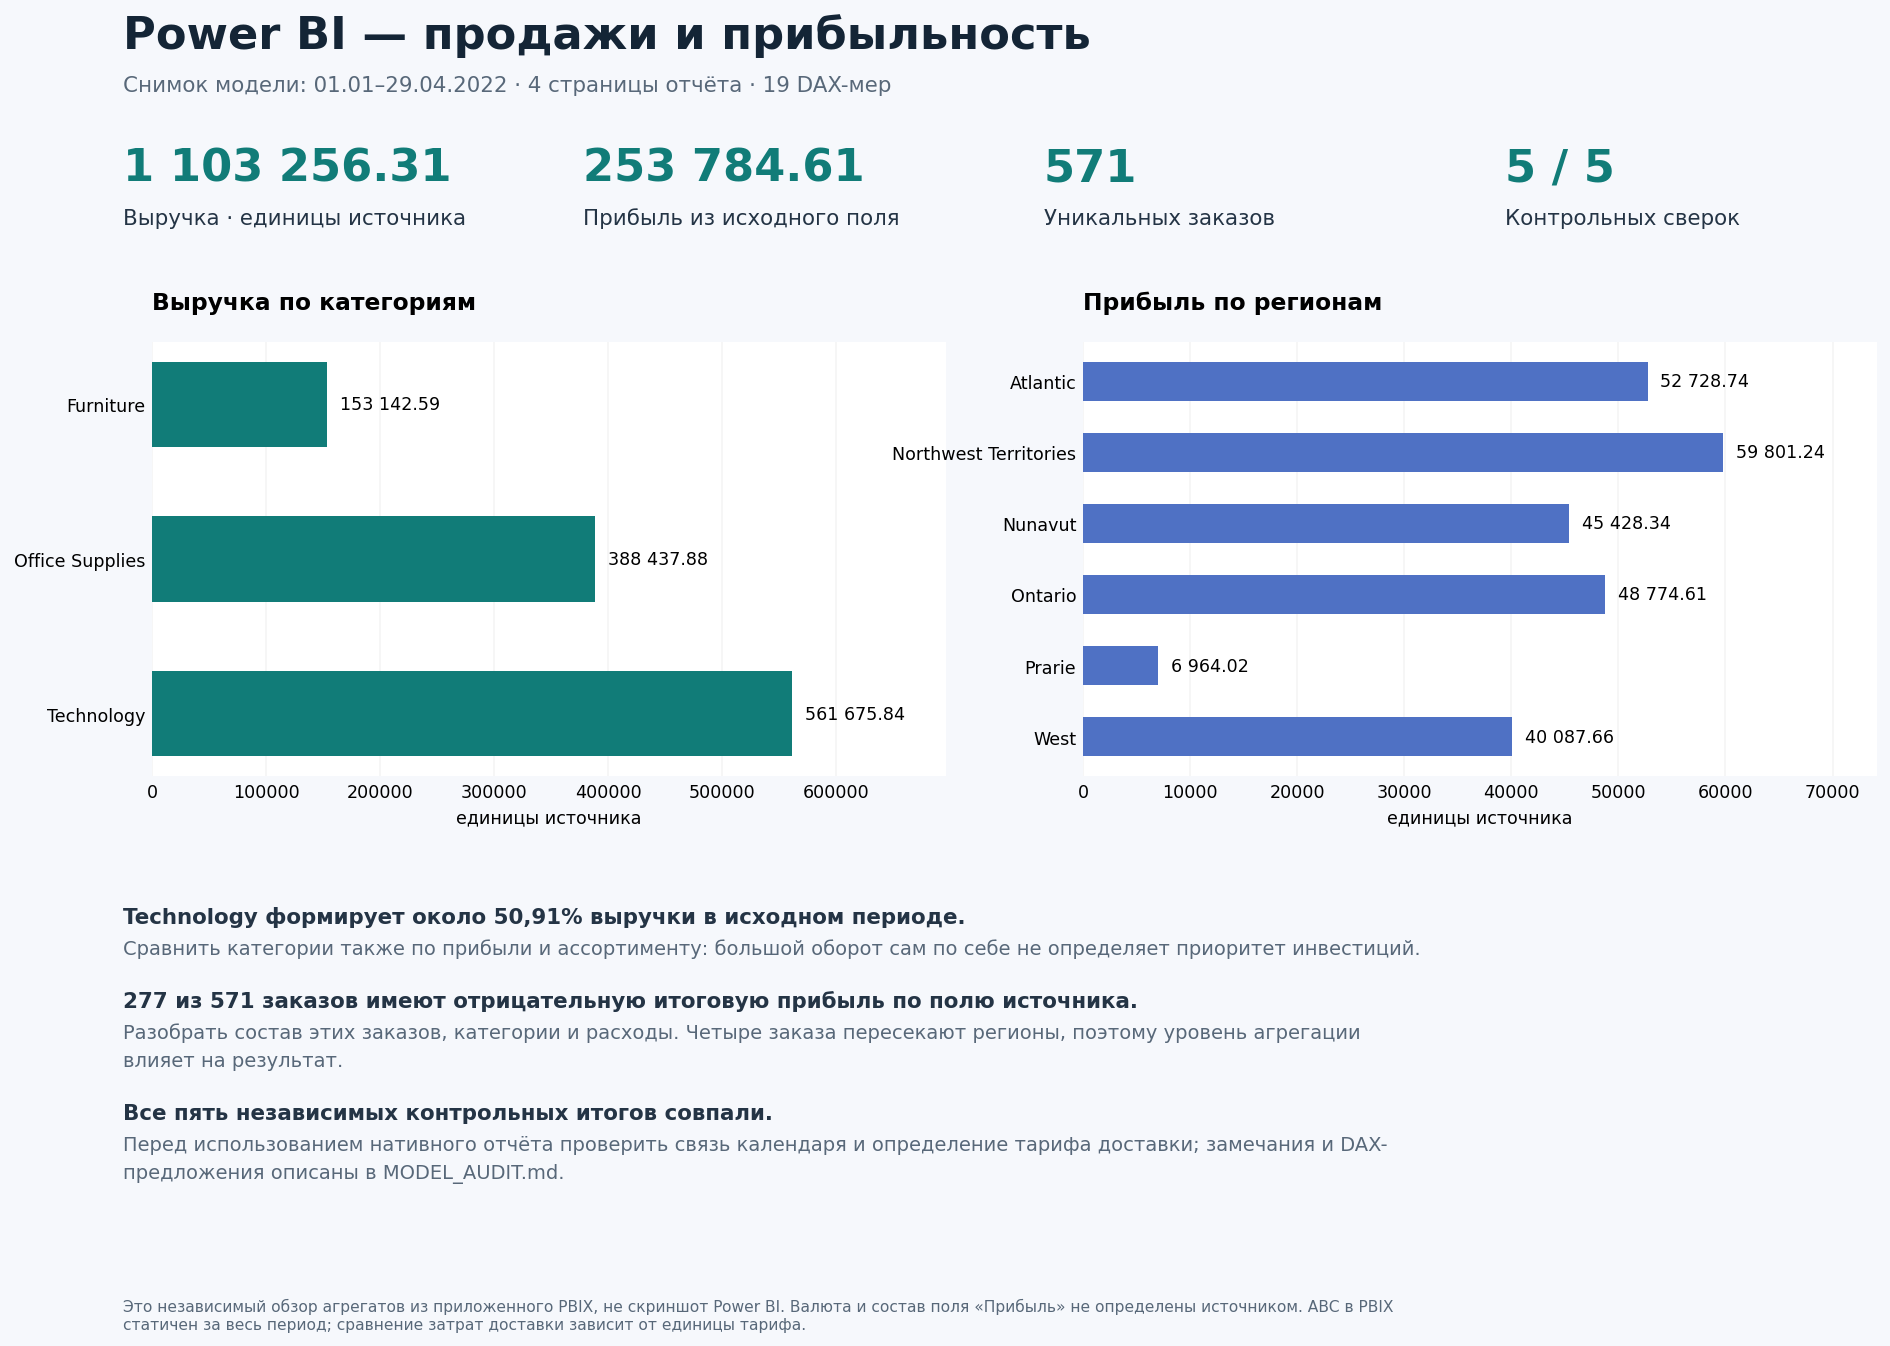 Power BI — продажи и прибыльность
Снимок модели: 01.01–29.04.2022 · 4 страницы отчёта · 19 DAX-мер
1 103 256.31
Выручка · единицы источника
253 784.61
Прибыль из исходного поля
571
Уникальных заказов
5 / 5
Контрольных сверок
Выручка по категориям
Furniture
153 142.59
Office Supplies
388 437.88
Technology
561 675.84
0 100000 200000 300000 400000 500000 600000
единицы источника
Прибыль по регионам
Atlantic
52 728.74
Northwest Territories
59 801.24
Nunavut
45 428.34
Ontario
48 774.61
Prarie
6 964.02
West
40 087.66
0 10000 20000 30000 40000 50000 60000 70000
единицы источника
Technology формирует около 50,91% выручки в исходном периоде.
Сравнить категории также по прибыли и ассортименту: большой оборот сам по себе не определяет приоритет инвестиций.
277 из 571 заказов имеют отрицательную итоговую прибыль по полю источника.
Разобрать состав этих заказов, категории и расходы. Четыре заказа пересекают регионы, поэтому уровень агрегации
влияет на результат.
Все пять независимых контрольных итогов совпали.
Перед использованием нативного отчёта проверить связь календаря и определение тарифа доставки; замечания и DAX-
предложения описаны в MODEL_AUDIT.md.
Это независимый обзор агрегатов из приложенного PBIX, не скриншот Power BI. Валюта и состав поля «Прибыль» не определены источником. ABC в PBIX
статичен за весь период; сравнение затрат доставки зависит от единицы тарифа.